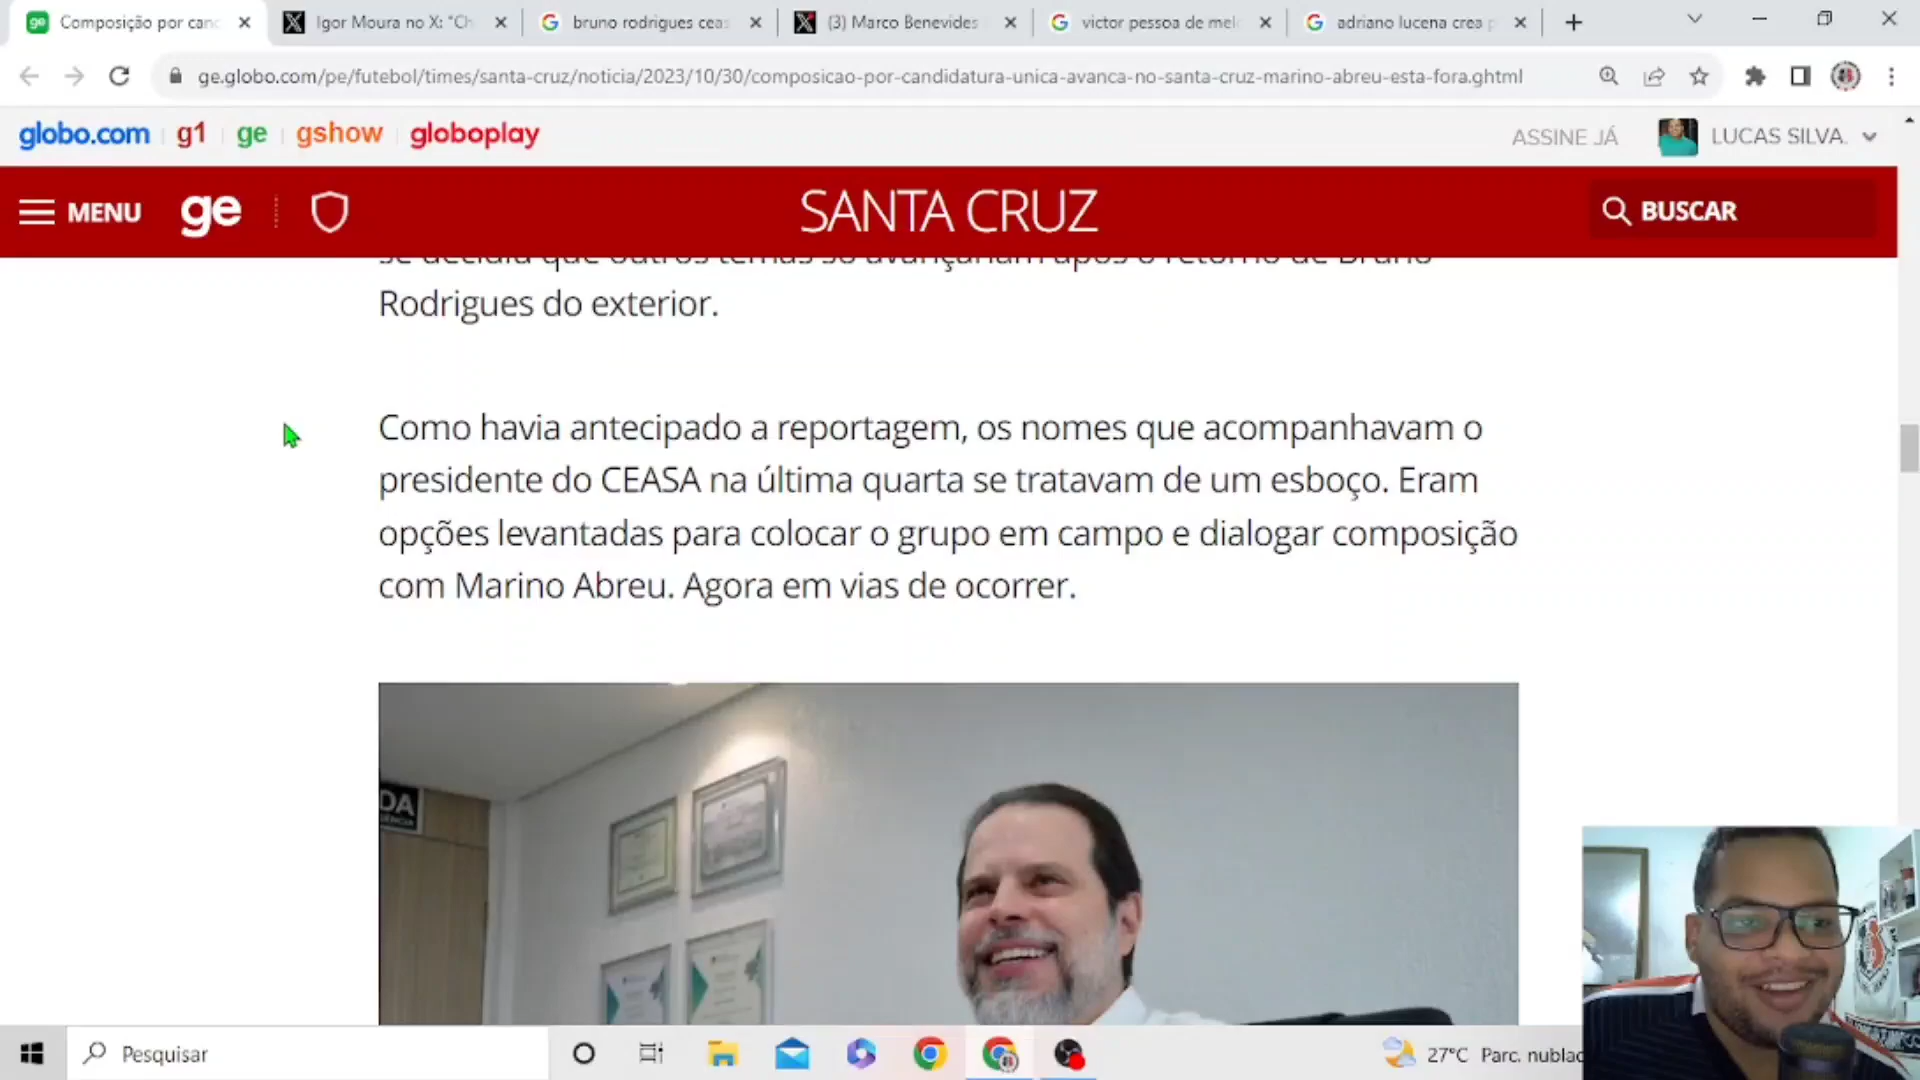 Composição por canc
Igor Moura no X: "Ch
bruno rodrigues ceas
(3) Marco Benevides
victor pessoa de melo
adriano lucena crea p
ge.globo.com/pe/futebol/times/santa-cruz/noticia/2023/10/30/composicao-por-candidatura-unica-avanca-no-santa-cruz-marino-abreu-esta-fora.ghtml
globo.com g1 ge gshow globoplay
ASSINE JÁ LUCAS SILVA.
MENU ge SANTA CRUZ BUSCAR
se decidiu que outros temas só avançariam após o retorno de Bruno
Rodrigues do exterior.
Como havia antecipado a reportagem, os nomes que acompanhavam o
presidente do CEASA na última quarta se tratavam de um esboço. Eram
opções levantadas para colocar o grupo em campo e dialogar composição
com Marino Abreu. Agora em vias de ocorrer.
DA
Pesquisar
27°C Parc. nublad